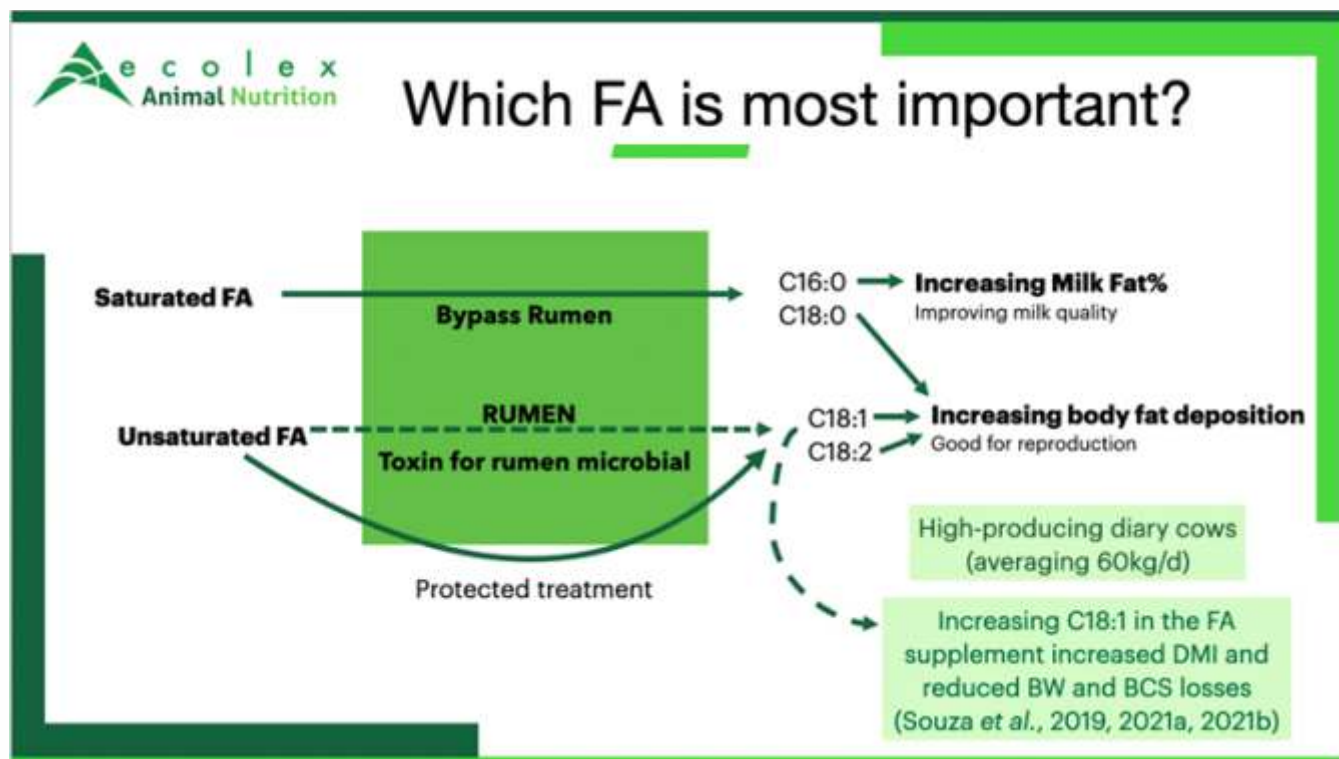 ecolex
Animal Nutrition
Which FA is most important?
Saturated FA
Bypass Rumen
C16:0
C18:0
Increasing Milk Fat%
Improving milk quality
Unsaturated FA
RUMEN
Toxin for rumen microbial
C18:1
C18:2
Increasing body fat deposition
Good for reproduction
Protected treatment
High-producing diary cows
(averaging 60kg/d)
Increasing C18:1 in the FA
supplement increased DMI and
reduced BW and BCS losses
(Souza et al., 2019, 2021a, 2021b)